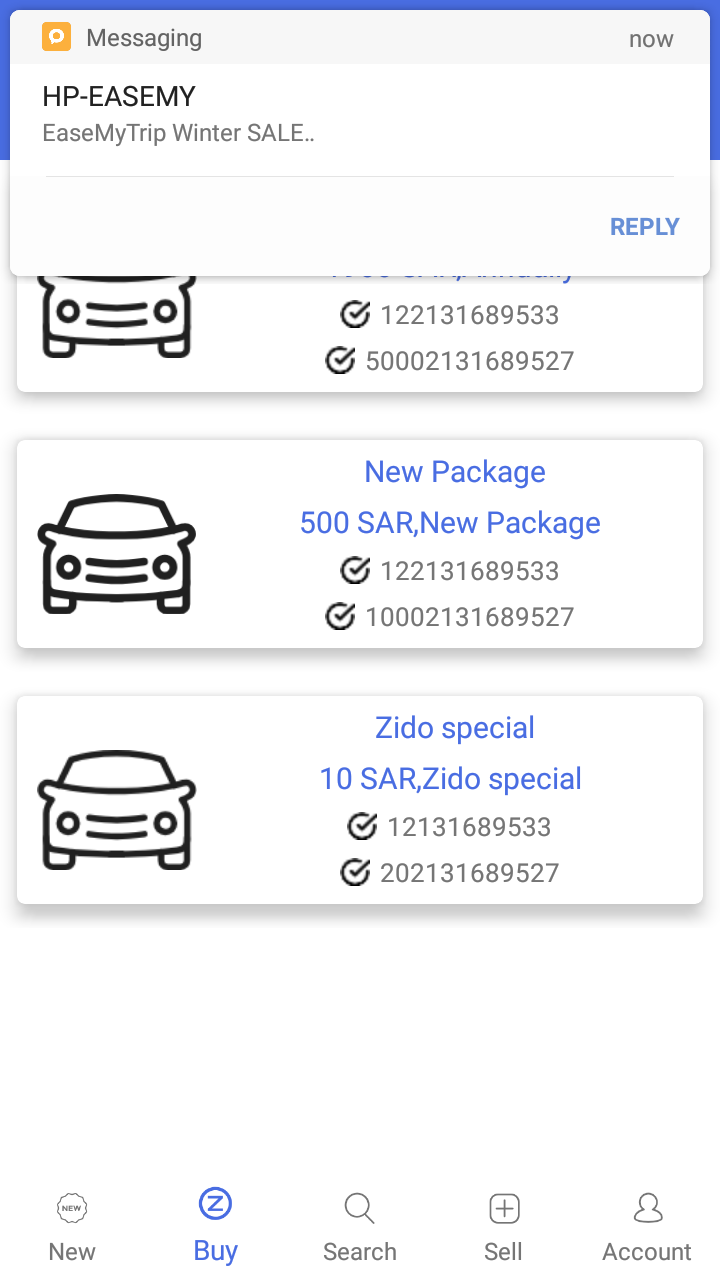 Messaging
now
HP-EASEMY
EaseMyTrip Winter SALE..
REPLY
122131689533
50002131689527
New Package
500 SAR,New Package
122131689533
10002131689527
Zido special
10 SAR,Zido special
12131689533
202131689527
NEW
New
Buy
Search
Sell
Account